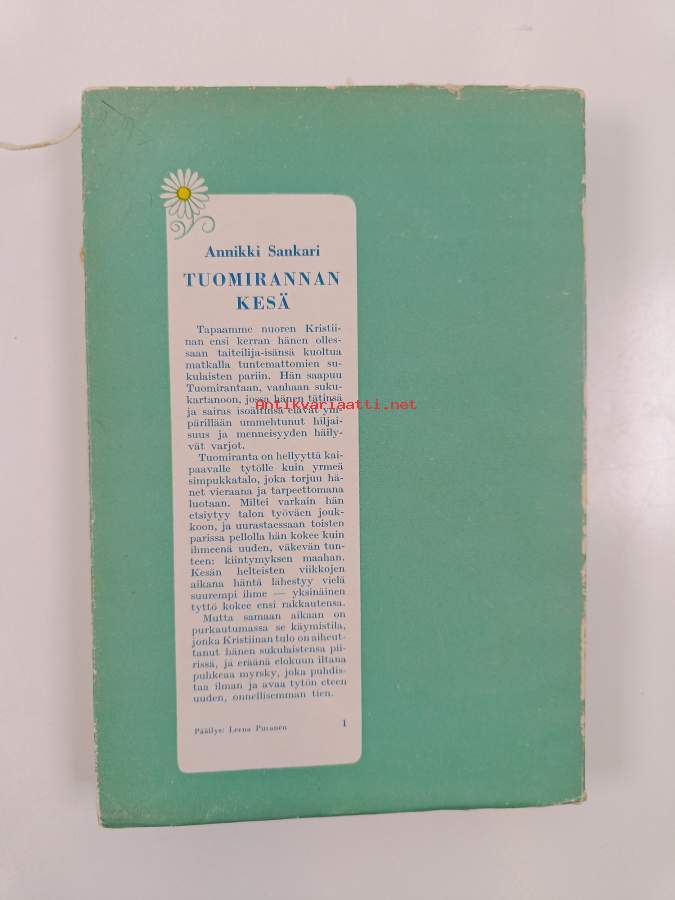 Annikki Sankari
TUOMIRANNAN
KESÄ
Tapaamme nuoren Kristii-
nan ensi kerran hänen olles-
saan taiteilija-isänsä kuoltua
matkalla tuntemattomien su-
kulaisten pariin. Hän saapuu
Tuomirantaan, vanhaan suku-
kartanoon, jossa hänen tätinsä
Antikvariaatti.net
ja sairas isoäitinsä elävät ym-
pärillään ummehtunut hiljai-
suus ja menneisyyden häily-
vät varjot.
Tuomiranta on hellyyttä kai-
paavalle tytölle kuin yrmeä
simpukkatalo, joka torjuu hä-
net vieraana ja tarpeettomana
luotaan. Miltei varkain hän
etsiytyy talon työväen jouk-
koon, ja uurastaessaan toisten
parissa pellolla hän kokee kuin
ihmeenä uuden, väkevän tun-
teen: kiintymyksen maahan.
Kesän helteisten viikkojen
aikana häntä lähestyy vielä
suurempi ihme — yksinäinen
tyttö kokee ensi rakkautensa.
Mutta samaan aikaan on
purkautumassa se käymistila,
jonka Kristiinan tulo on aiheut-
tanut hänen sukulaistensa pii-
rissä, ja eräänä elokuun iltana
puhkeaa myrsky, joka puhdis-
taa ilman ja avaa tytön eteen
uuden, onnellisemman tien.
Päällys: Leena Puranen 1